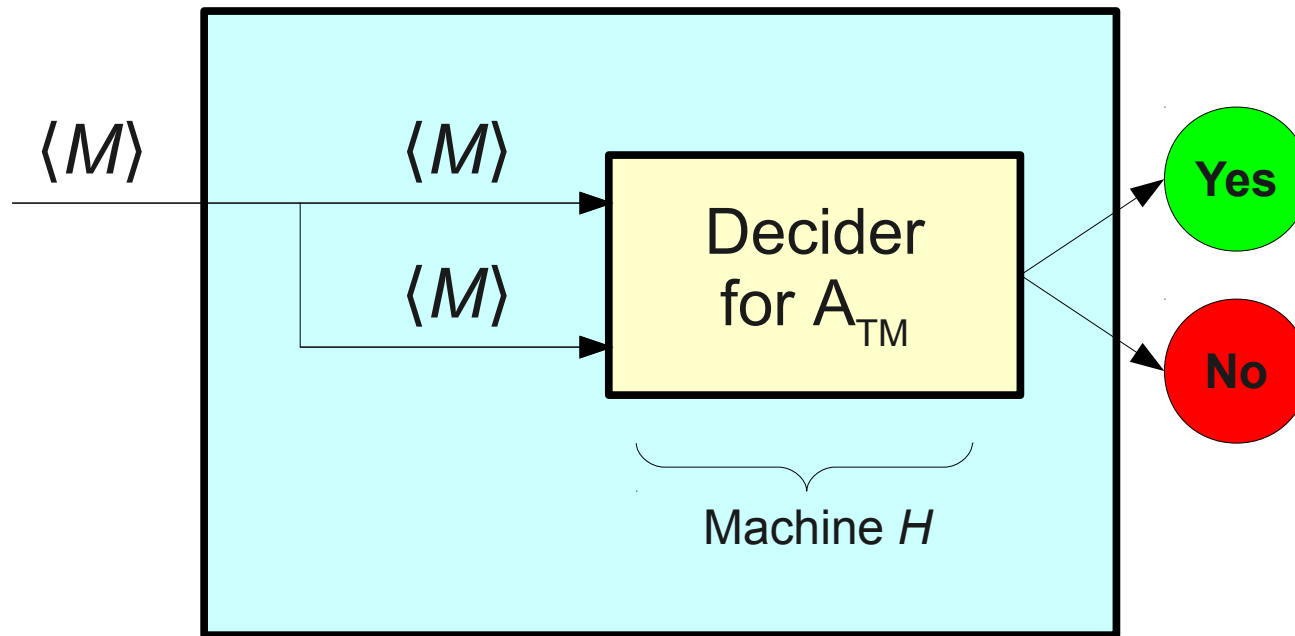 ⟨M⟩
⟨M⟩
⟨M⟩
Decider
for A_TM
Machine H
Yes
No